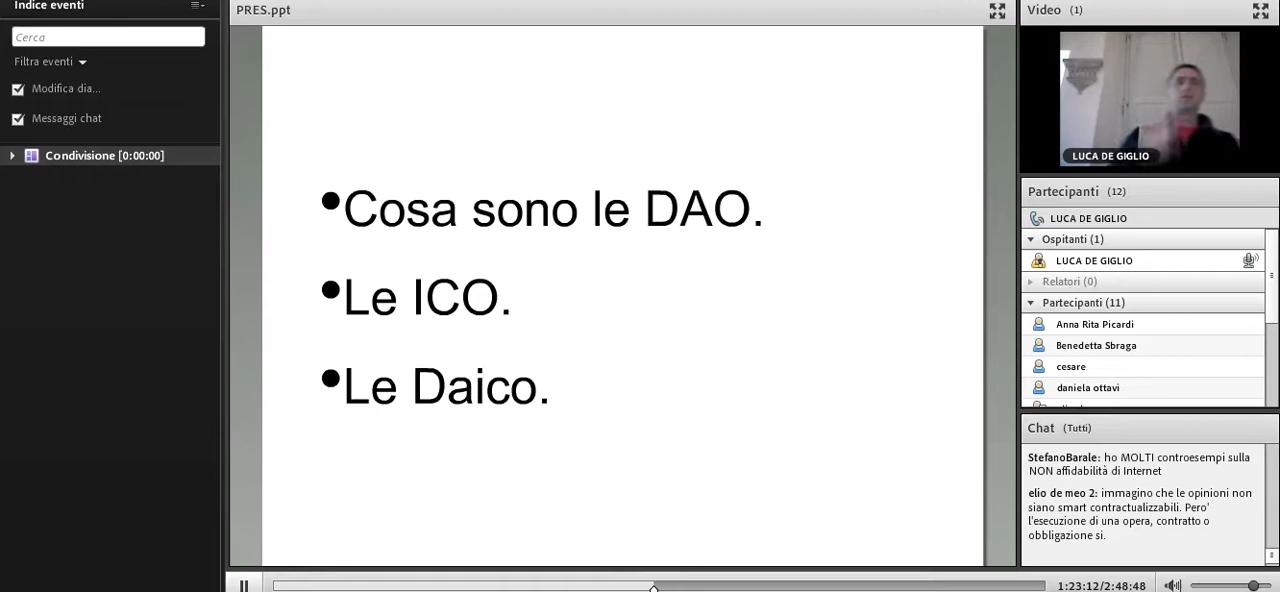 Indice eventi
Cerca
Filtra eventi
Modifica dia...
Messaggi chat
Condivisione [0:00:00]
PRES.ppt
•Cosa sono le DAO.
•Le ICO.
•Le Daico.
1:23:12/2:48:48
Video (1)
LUCA DE GIGLIO
Partecipanti (12)
LUCA DE GIGLIO
Ospitanti (1)
LUCA DE GIGLIO
Relatori (0)
Partecipanti (11)
Anna Rita Picardi
Benedetta Sbraga
cesare
daniela ottavi
Chat (Tutti)
StefanoBarale: ho MOLTI controesempi sulla
NON affidabilità di Internet
elio de meo 2: immagino che le opinioni non
siano smart contractualizzabili. Pero'
l'esecuzione di una opera, contratto o
obbligazione si.